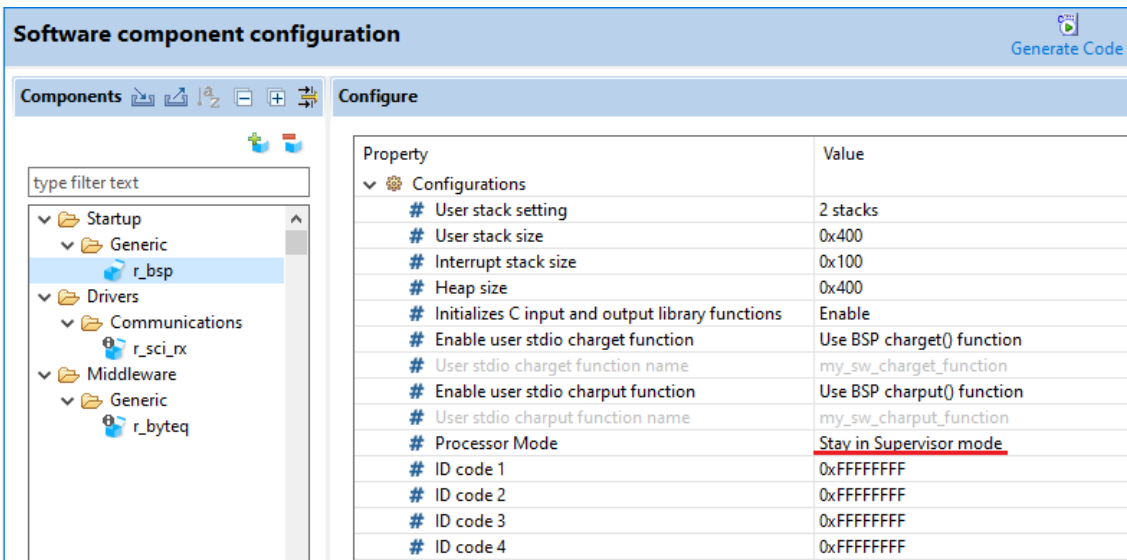 Software component configuration
Generate Code
Components
Configure
type filter text
Startup
Generic
r_bsp
Drivers
Communications
r_sci_rx
Middleware
Generic
r_byteq
Property Value
Configurations
# User stack setting 2 stacks
# User stack size 0x400
# Interrupt stack size 0x100
# Heap size 0x400
# Initializes C input and output library functions Enable
# Enable user stdio charget function Use BSP charget() function
# User stdio charget function name my_sw_charget_function
# Enable user stdio charput function Use BSP charput() function
# User stdio charput function name my_sw_charput_function
# Processor Mode Stay in Supervisor mode
# ID code 1 0xFFFFFFFF
# ID code 2 0xFFFFFFFF
# ID code 3 0xFFFFFFFF
# ID code 4 0xFFFFFFFF